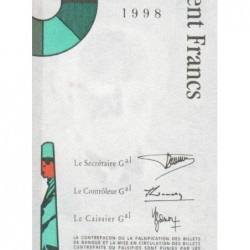 1998
ent Francs
Le Secrétaire Gal
Le Contrôleur Gal
Le Caissier Gal
LA CONTREFAÇON OU LA FALSIFICATION DES BILLETS
DE BANQUE ET LA MISE EN CIRCULATION DES BILLETS
CONTREFAITS OU FALSIFIÉS SONT PUNIES PAR LES